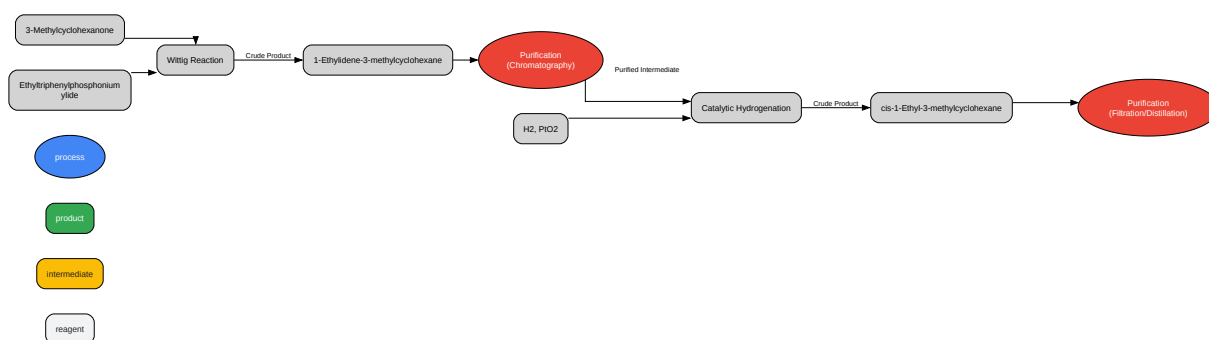 3-Methylcyclohexanone
Ethyltriphenylphosphonium
ylide
Wittig Reaction
Crude Product
1-Ethylidene-3-methylcyclohexane
Purification
(Chromatography)
Purified Intermediate
H2, PtO2
Catalytic Hydrogenation
Crude Product
cis-1-Ethyl-3-methylcyclohexane
Purification
(Filtration/Distillation)
process
product
intermediate
reagent